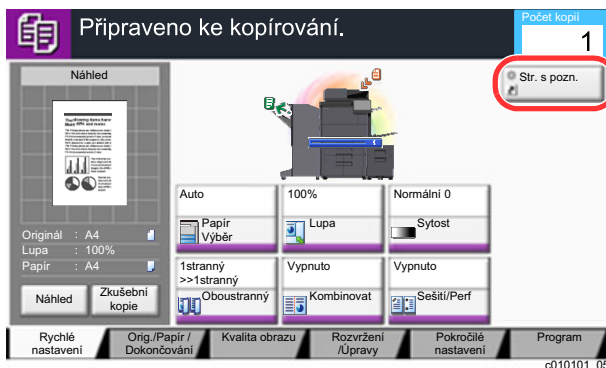 Připraveno ke kopírování.
Počet kopií
1
Náhled
Str. s pozn.
Originál : A4
Lupa : 100%
Papír : A4
Náhled
Zkušební
kopie
Auto
Papír
Výběr
100%
Lupa
Normální 0
Sytost
1stranný
>>1stranný
Oboustranný
Vypnuto
Kombinovat
Vypnuto
Sešití/Perf
Rychlé
nastavení
Orig./Papír /
Dokončování
Kvalita obrazu
Rozvržení
/Úpravy
Pokročilé
nastavení
Program
c010101_05